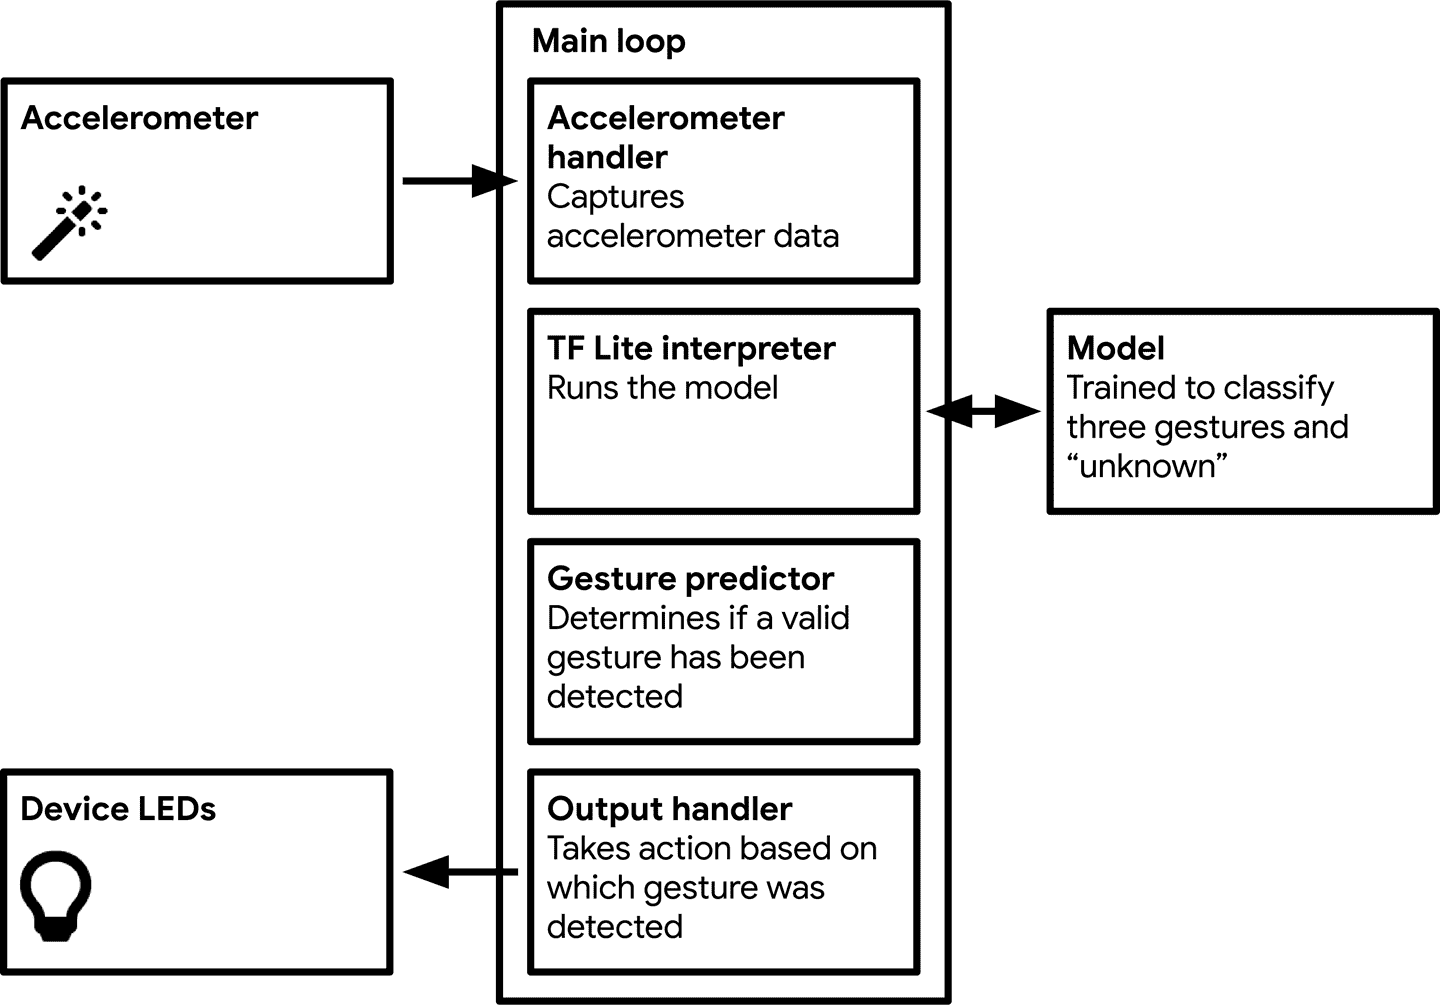 Main loop
Accelerometer
Accelerometer
handler
Captures
accelerometer data
TF Lite interpreter
Runs the model
Model
Trained to classify
three gestures and
“unknown”
Gesture predictor
Determines if a valid
gesture has been
detected
Device LEDs
Output handler
Takes action based on
which gesture was
detected